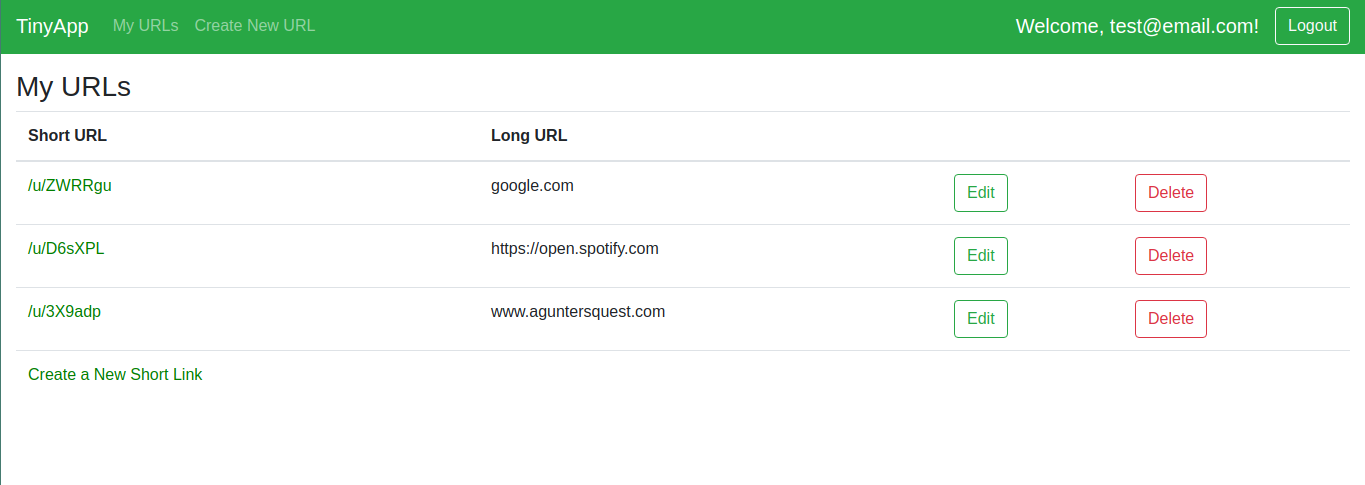 TinyApp My URLs Create New URL Welcome, test@email.com! Logout
My URLs
Short URL Long URL
/u/ZWRRgu google.com Edit Delete
/u/D6sXPL https://open.spotify.com Edit Delete
/u/3X9adp www.aguntersquest.com Edit Delete
Create a New Short Link